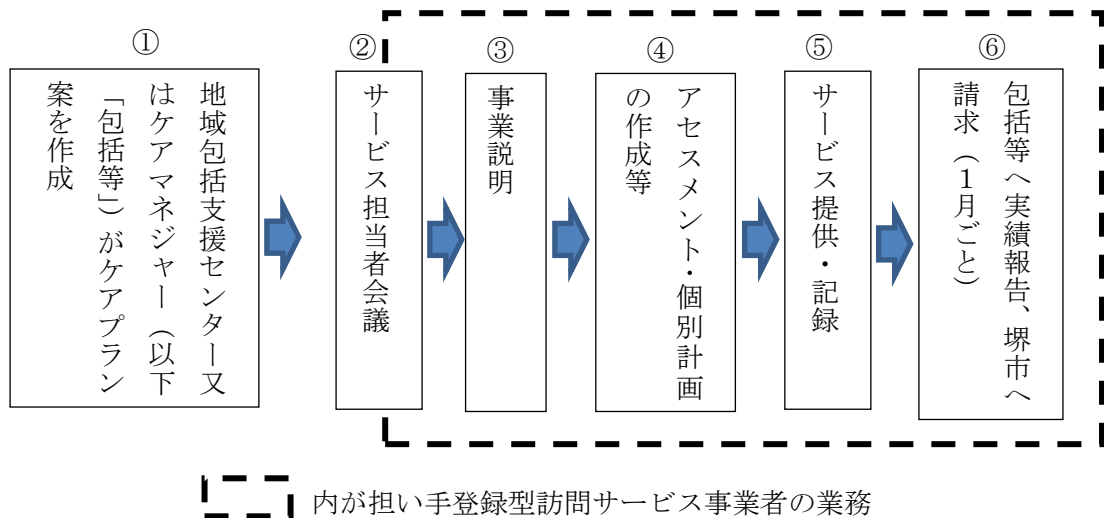 ①
地域包括支援センター又
はケアマネジャー（以下
「包括等」）がケアプラン
案を作成
②
サービス担当者会議
③
事業説明
④
アセスメント・個別計画
の作成等
⑤
サービス提供・記録
⑥
包括等へ実績報告、堺市へ
請求（１月ごと）
内が担い手登録型訪問サービス事業者の業務